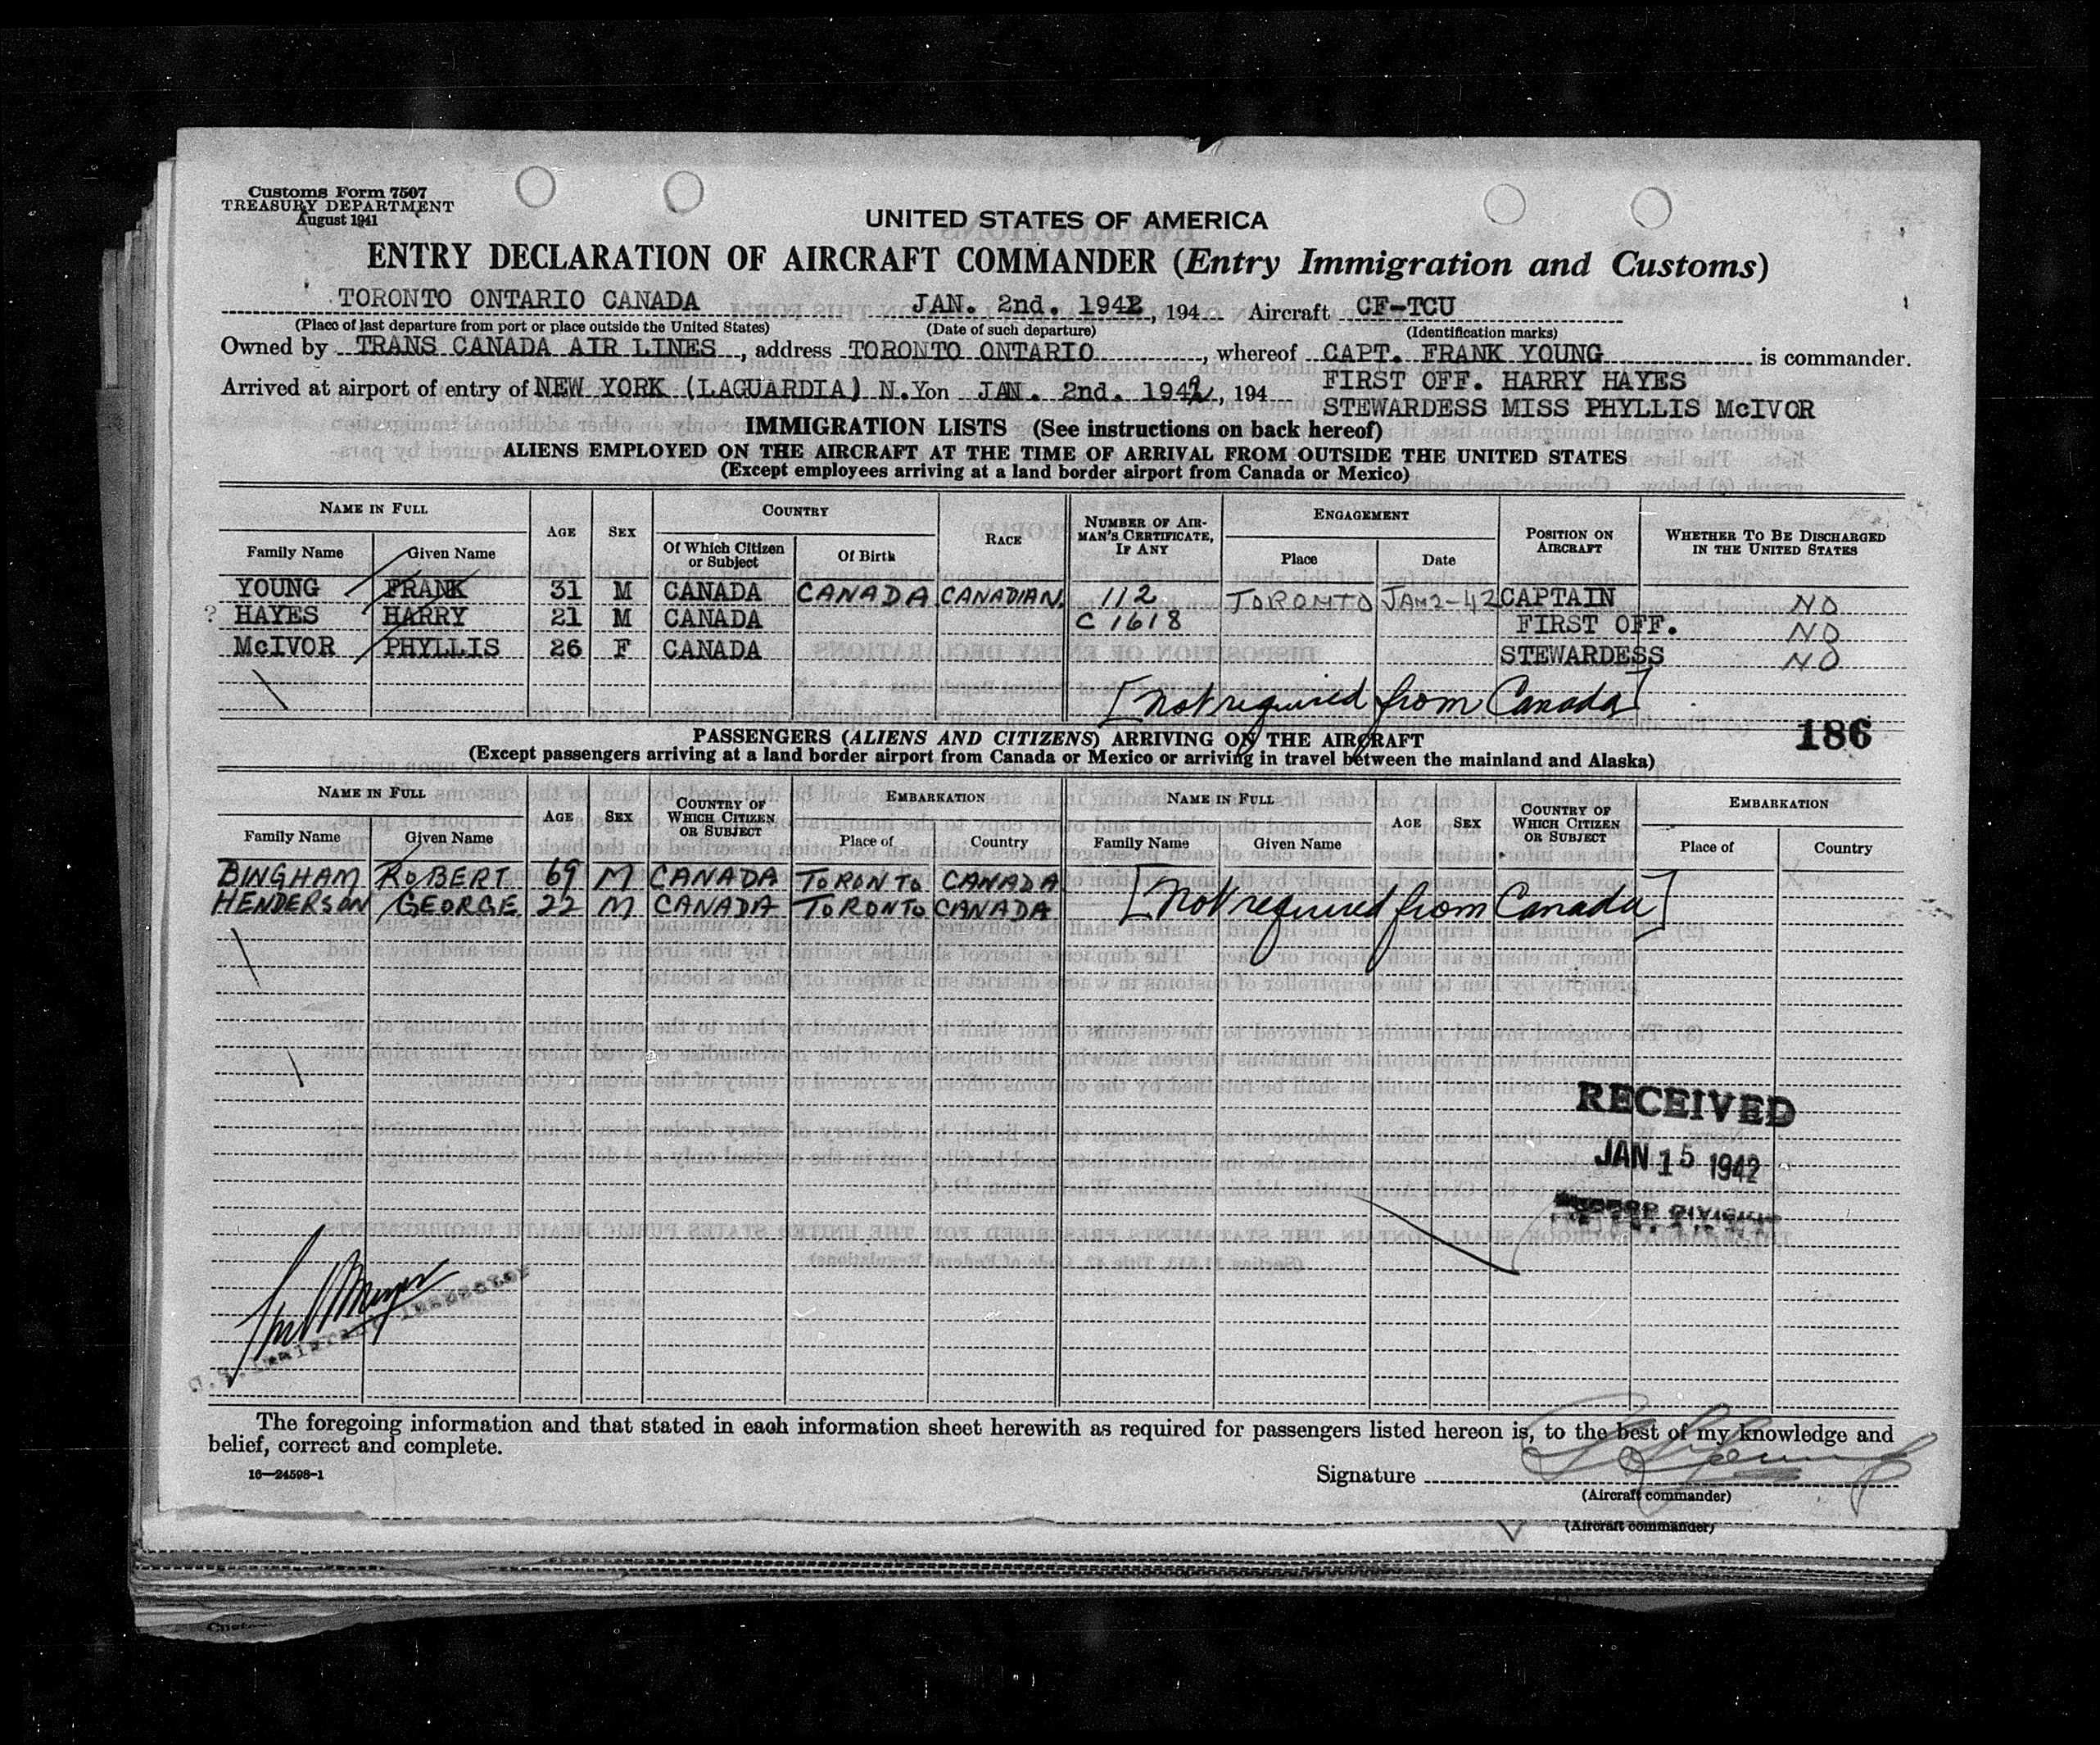 Customs Form 7507
TREASURY DEPARTMENT
August 1941
UNITED STATES OF AMERICA
ENTRY DECLARATION OF AIRCRAFT COMMANDER (Entry Immigration and Customs)
TORONTO ONTARIO CANADA JAN. 2nd. 1942, 194 Aircraft CF-TCU
(Place of last departure from port or place outside the United States) (Date of such departure) (Identification marks)
Owned by TRANS CANADA AIR LINES, address TORONTO ONTARIO, whereof CAPT. FRANK YOUNG is commander.
Arrived at airport of entry of NEW YORK (LAGUARDIA) N.Y on JAN. 2nd. 1942, 194 FIRST OFF. HARRY HAYES
STEWARDESS MISS PHYLLIS McIVOR
IMMIGRATION LISTS (See instructions on back hereof)
ALIENS EMPLOYED ON THE AIRCRAFT AT THE TIME OF ARRIVAL FROM OUTSIDE THE UNITED STATES
(Except employees arriving at a land border airport from Canada or Mexico)
NAME IN FULL AGE SEX COUNTRY RACE NUMBER OF AIRMAN'S CERTIFICATE, IF ANY ENGAGEMENT POSITION ON AIRCRAFT WHETHER TO BE DISCHARGED IN THE UNITED STATES
Family Name Given Name Of Which Citizen or Subject Of Birth Place Date
YOUNG FRANK 31 M CANADA CANADA CANADIAN. 112 TORONTO JAN 2-42 CAPTAIN NO
? HAYES HARRY 21 M CANADA C 1618 FIRST OFF. NO
McIVOR PHYLLIS 26 F CANADA STEWARDESS NO
[Not required from Canada]
186
PASSENGERS (ALIENS AND CITIZENS) ARRIVING ON THE AIRCRAFT
(Except passengers arriving at a land border airport from Canada or Mexico or arriving in travel between the mainland and Alaska)
NAME IN FULL AGE SEX COUNTRY OF WHICH CITIZEN OR SUBJECT EMBARKATION NAME IN FULL AGE SEX COUNTRY OF WHICH CITIZEN OR SUBJECT EMBARKATION
Family Name Given Name Place of Country Family Name Given Name Place of Country
BINGHAM ROBERT 69 M CANADA TORONTO CANADA
HENDERSON GEORGE 22 M CANADA TORONTO CANADA [Not required from Canada]
RECEIVED
JAN 15 1942
U.S. Immigrant Inspector
The foregoing information and that stated in each information sheet herewith as required for passengers listed hereon is, to the best of my knowledge and
belief, correct and complete.
16—24598-1
Signature
(Aircraft commander)
(Aircraft commander)